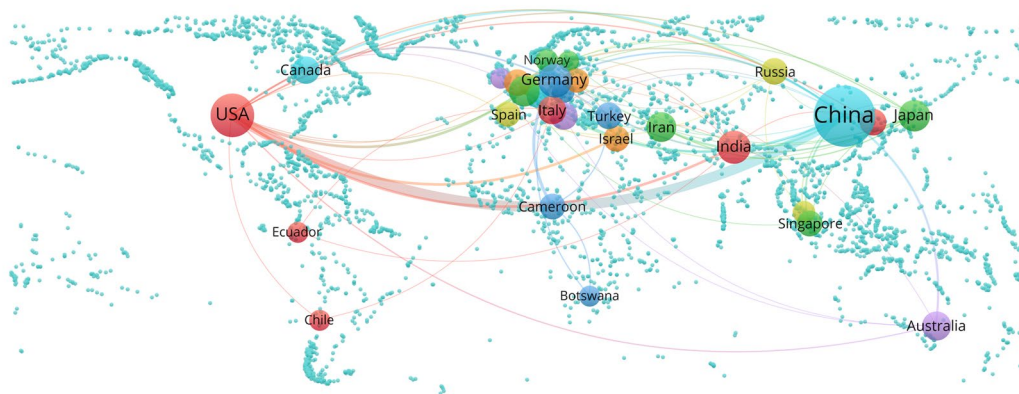 Norway
Canada
Germany
Russia
USA
Spain
Italy
Turkey
China
Japan
Iran
Israel
India
Cameroon
Ecuador
Singapore
Botswana
Chile
Australia